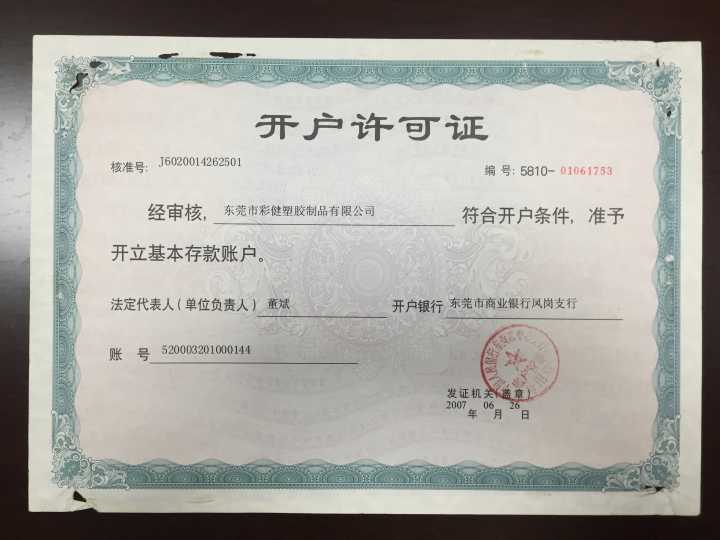 开户许可证
核准号: J6020014262501 编 号: 5810- 01061753
经审核, 东莞市彩健塑胶制品有限公司 符合开户条件, 准予
开立基本存款账户。
法定代表人(单位负责人) 董斌 开户银行 东莞市商业银行凤岗支行
账 号 520003201000144
发证机关(盖章)
2007 06 26
年 月 日